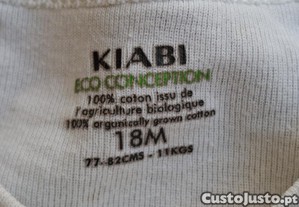 KIABI
ECO CONCEPTION
100% coton issu de
l'agriculture biologique
100% organically grown cotton
18M
77-82CMS-11KGS
CustoJusto.pt